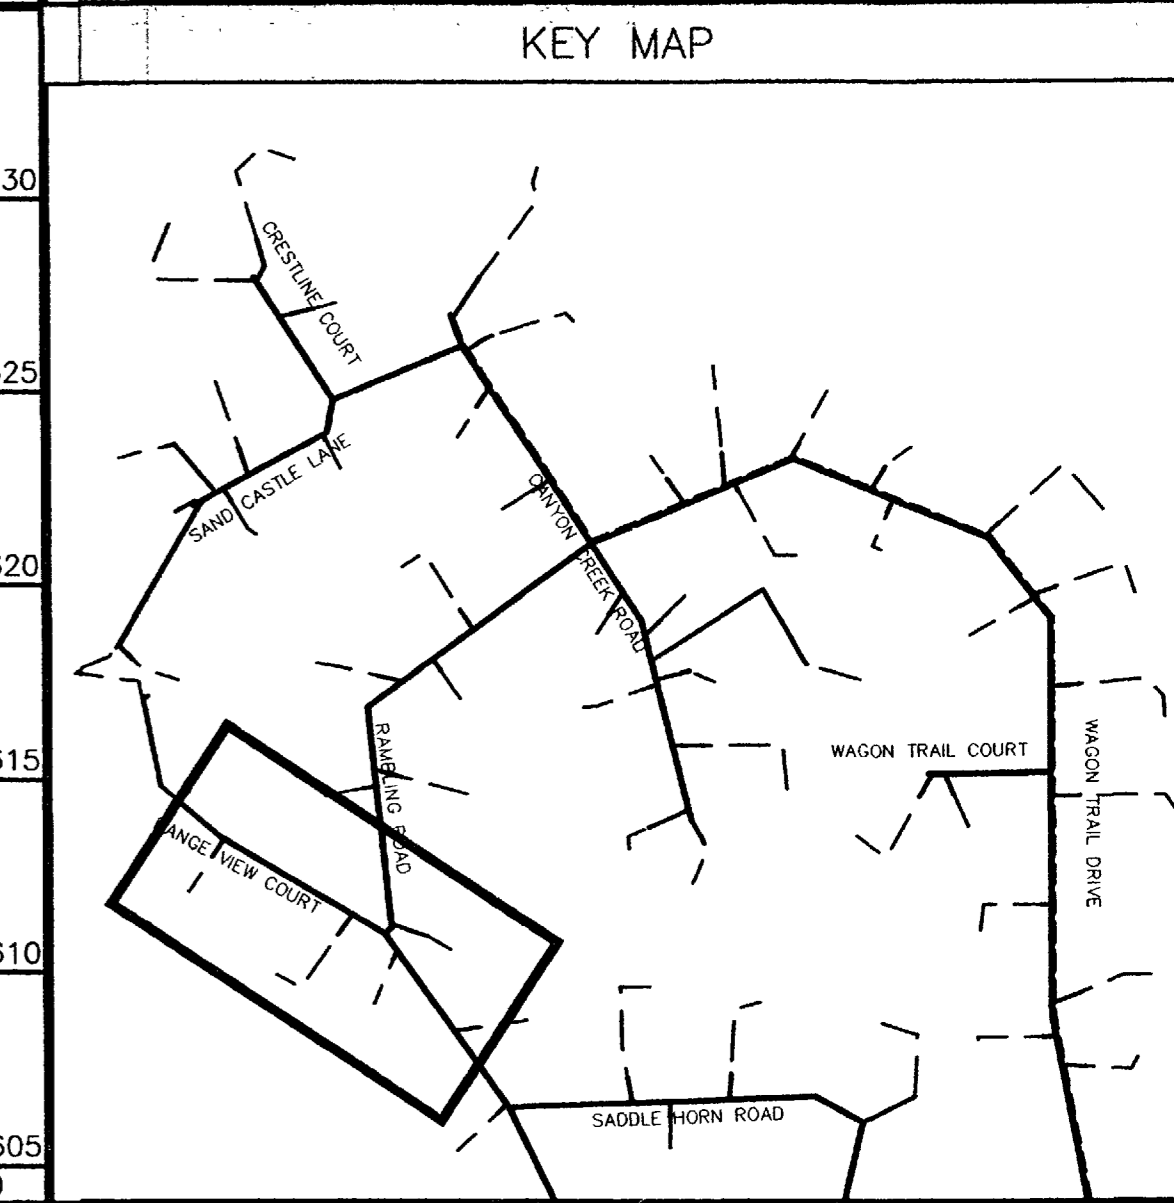 KEY MAP
30
25
20
15
10
05
CRESTLINE COURT
SAND CASTLE LANE
CANYON CREEK ROAD
RAMBLING ROAD
WAGON TRAIL COURT
WAGON TRAIL DRIVE
ANGE VIEW COURT
SADDLE HORN ROAD